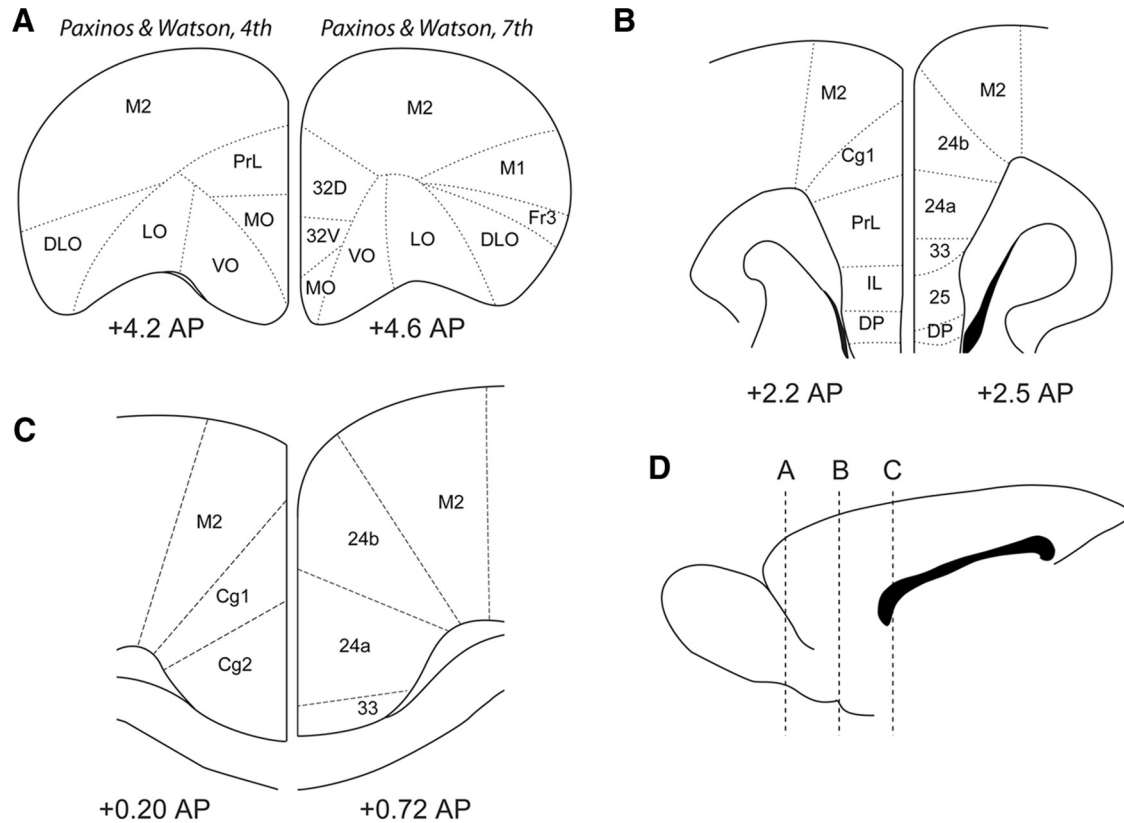 A Paxinos & Watson, 4th Paxinos & Watson, 7th
M2 M2
PrL M1
32D
MO Fr3
DLO LO 32V DLO
VO VO LO
MO
+4.2 AP +4.6 AP
B
M2 M2
Cg1 24b
PrL 24a
33
IL 25
DP DP
+2.2 AP +2.5 AP
C
M2 M2
24b
Cg1
24a
Cg2
33
+0.20 AP +0.72 AP
D A B C